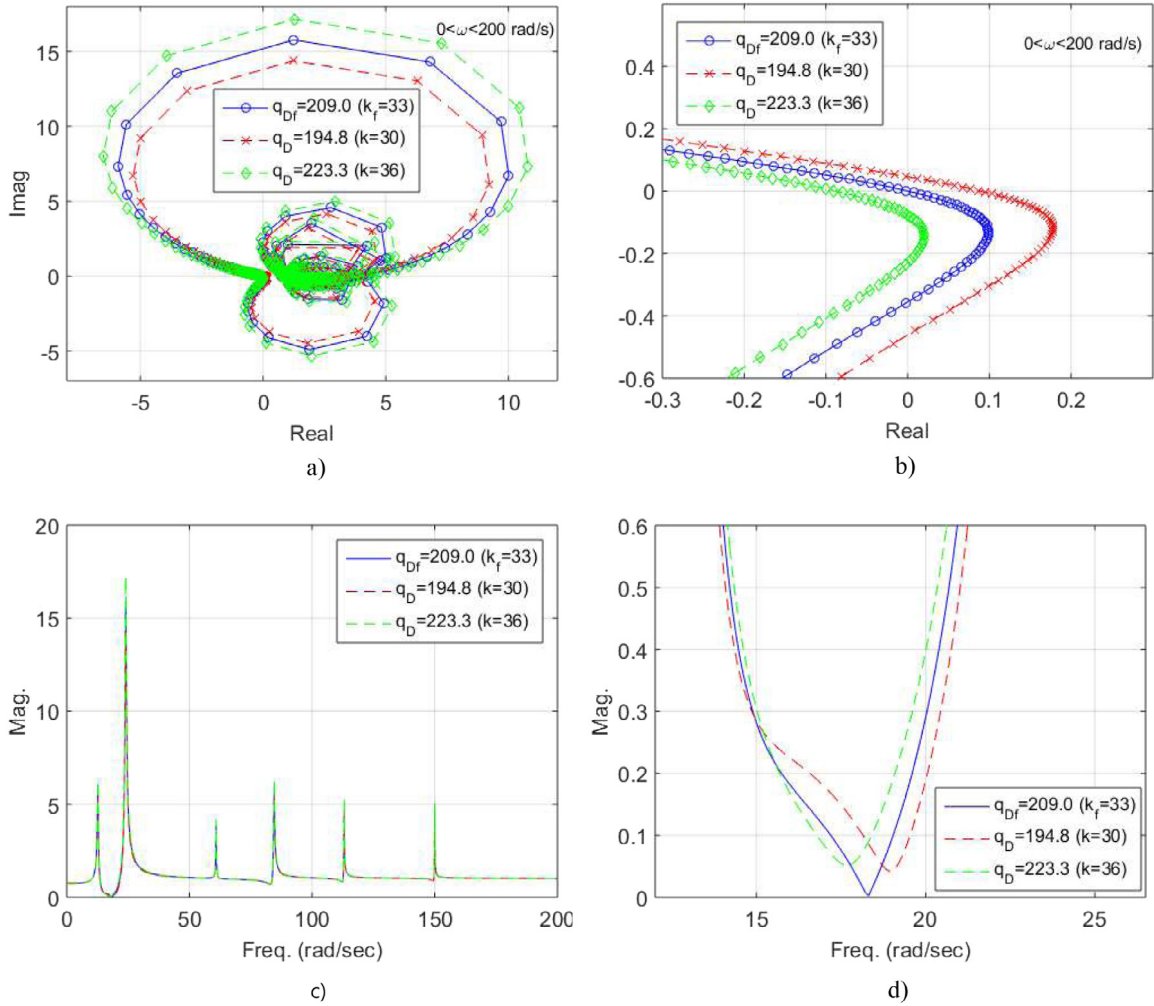 0<ω<200 rad/s)
q_Df=209.0 (k_f=33)
q_D=194.8 (k=30)
q_D=223.3 (k=36)
15
10
5
0
-5
Imag
-5
0
5
10
Real
a)
q_Df=209.0 (k_f=33)
q_D=194.8 (k=30)
q_D=223.3 (k=36)
0<ω<200 rad/s)
0.4
0.2
0
-0.2
-0.4
-0.6
-0.3
-0.2
-0.1
0
0.1
0.2
Real
b)
20
15
10
5
0
Mag.
q_Df=209.0 (k_f=33)
q_D=194.8 (k=30)
q_D=223.3 (k=36)
0
50
100
150
200
Freq. (rad/sec)
c)
0.6
0.5
0.4
0.3
0.2
0.1
0
Mag.
q_Df=209.0 (k_f=33)
q_D=194.8 (k=30)
q_D=223.3 (k=36)
15
20
25
Freq. (rad/sec)
d)